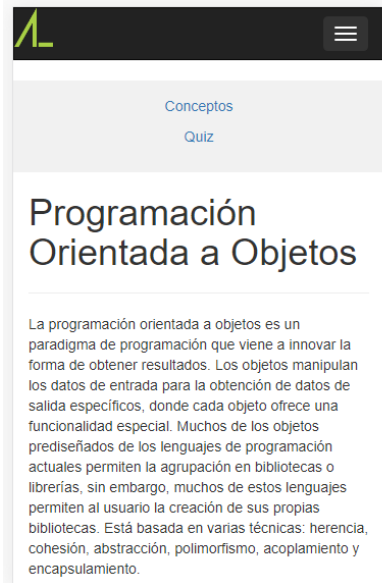 Conceptos
Quiz
Programación
Orientada a Objetos
La programación orientada a objetos es un
paradigma de programación que viene a innovar la
forma de obtener resultados. Los objetos manipulan
los datos de entrada para la obtención de datos de
salida específicos, donde cada objeto ofrece una
funcionalidad especial. Muchos de los objetos
prediseñados de los lenguajes de programación
actuales permiten la agrupación en bibliotecas o
librerías, sin embargo, muchos de estos lenguajes
permiten al usuario la creación de sus propias
bibliotecas. Está basada en varias técnicas: herencia,
cohesión, abstracción, polimorfismo, acoplamiento y
encapsulamiento.